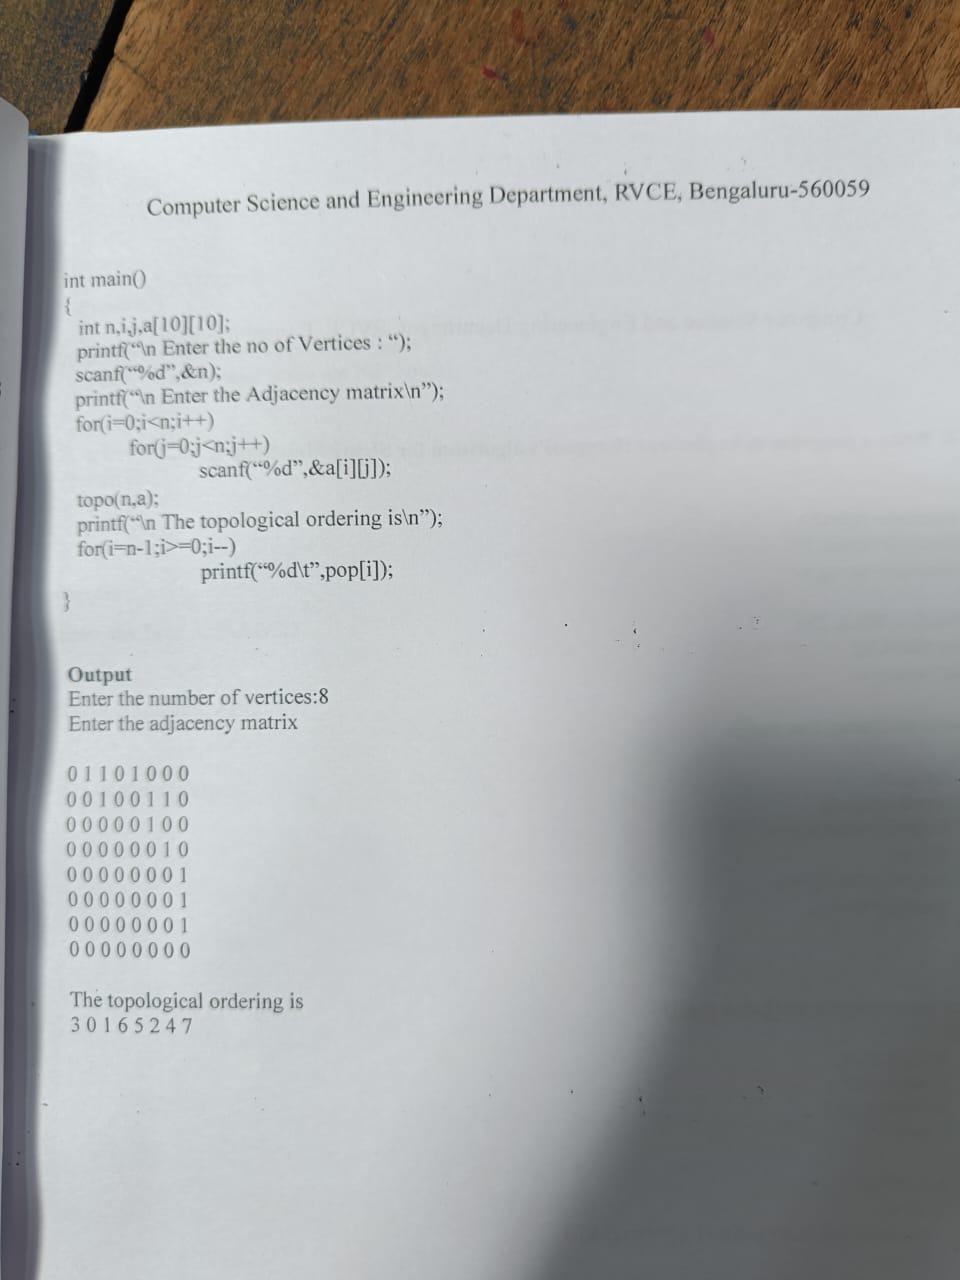 Computer Science and Engineering Department, RVCE, Bengaluru-560059
int main()
{
int n,i,j,a[10][10];
printf(“\n Enter the no of Vertices : “);
scanf(“%d”,&n);
printf(“\n Enter the Adjacency matrix\n”);
for(i=0;i<n;i++)
for(j=0;j<n;j++)
scanf(“%d”,&a[i][j]);
topo(n,a);
printf(“\n The topological ordering is\n”);
for(i=n-1;i>=0;i--)
printf(“%d\t”,pop[i]);
}
Output
Enter the number of vertices:8
Enter the adjacency matrix
0 1 1 0 1 0 0 0
0 0 1 0 0 1 1 0
0 0 0 0 0 1 0 0
0 0 0 0 0 0 1 0
0 0 0 0 0 0 0 1
0 0 0 0 0 0 0 1
0 0 0 0 0 0 0 1
0 0 0 0 0 0 0 0
The topological ordering is
3 0 1 6 5 2 4 7